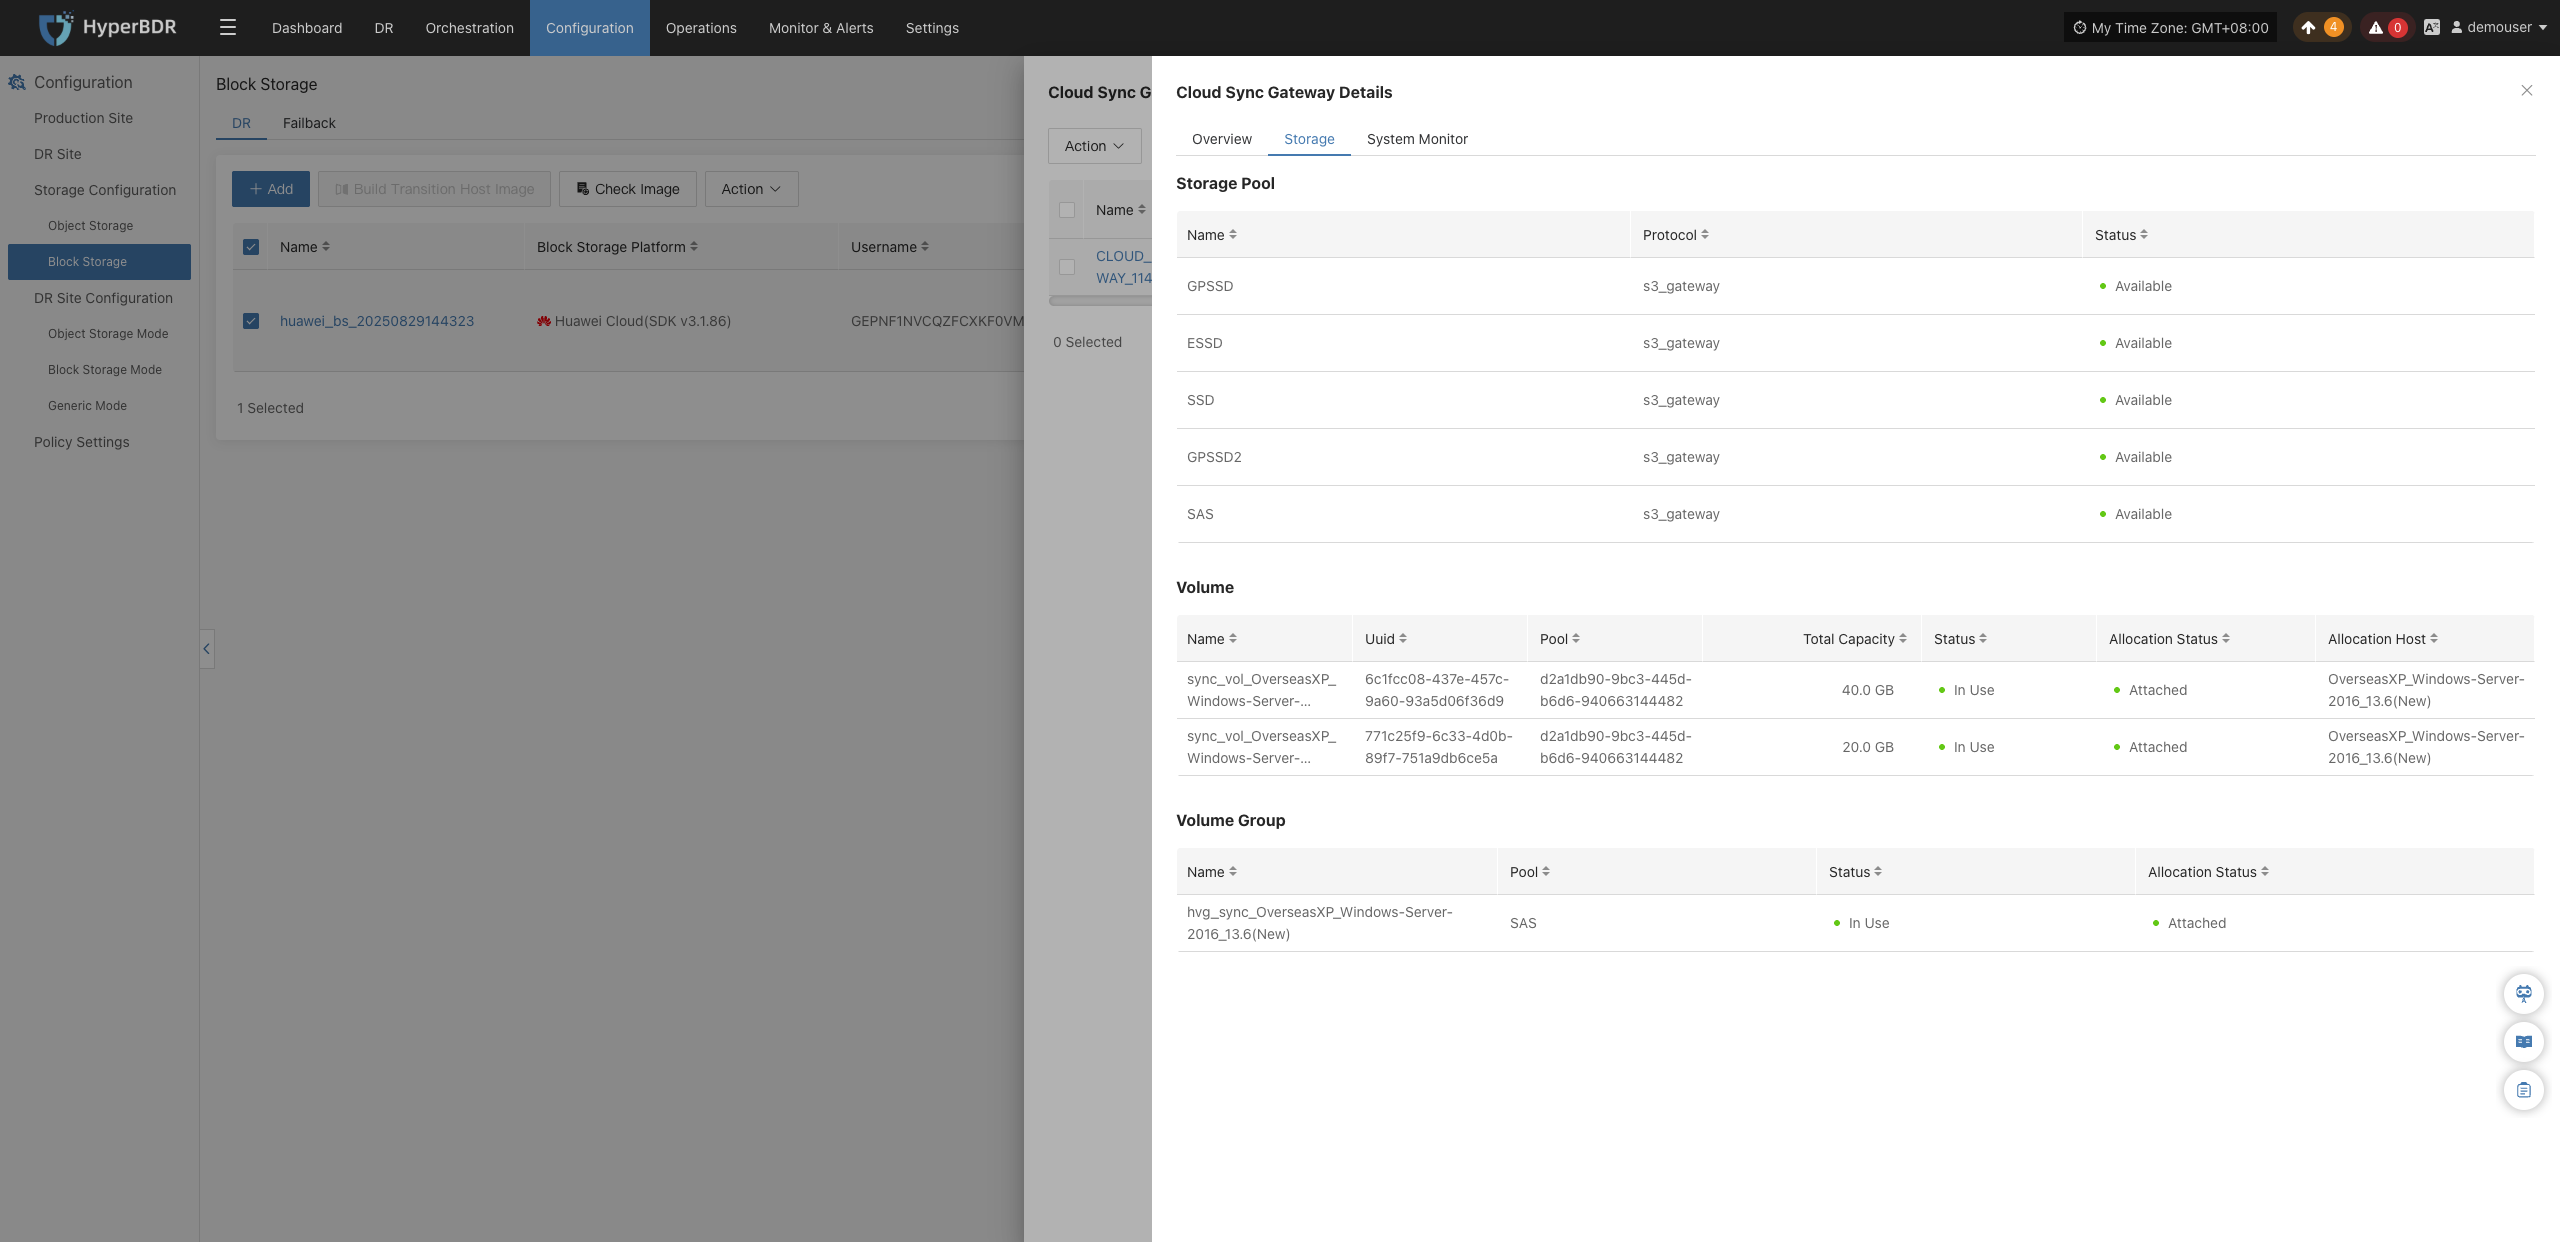 HyperBDR
Dashboard
DR
Orchestration
Configuration
Operations
Monitor & Alerts
Settings
My Time Zone: GMT+08:00
4
0
demouser
Configuration
Production Site
DR Site
Storage Configuration
Object Storage
Block Storage
DR Site Configuration
Object Storage Mode
Block Storage Mode
Generic Mode
Policy Settings
Block Storage
DR
Failback
Add
Build Transition Host Image
Check Image
Action
Name
Block Storage Platform
Username
huawei_bs_20250829144323
Huawei Cloud(SDK v3.1.86)
GEPNF1NVCQZFCXKF0VM
1 Selected
Cloud Sync G
Action
Name
CLOUD_
WAY_114
0 Selected
Cloud Sync Gateway Details
Overview
Storage
System Monitor
Storage Pool
Name
Protocol
Status
GPSSD
s3_gateway
Available
ESSD
s3_gateway
Available
SSD
s3_gateway
Available
GPSSD2
s3_gateway
Available
SAS
s3_gateway
Available
Volume
Name
Uuid
Pool
Total Capacity
Status
Allocation Status
Allocation Host
sync_vol_OverseasXP_
Windows-Server-...
6c1fcc08-437e-457c-
9a60-93a5d06f36d9
d2a1db90-9bc3-445d-
b6d6-940663144482
40.0 GB
In Use
Attached
OverseasXP_Windows-Server-
2016_13.6(New)
sync_vol_OverseasXP_
Windows-Server-...
771c25f9-6c33-4d0b-
89f7-751a9db6ce5a
d2a1db90-9bc3-445d-
b6d6-940663144482
20.0 GB
In Use
Attached
OverseasXP_Windows-Server-
2016_13.6(New)
Volume Group
Name
Pool
Status
Allocation Status
hvg_sync_OverseasXP_Windows-Server-
2016_13.6(New)
SAS
In Use
Attached